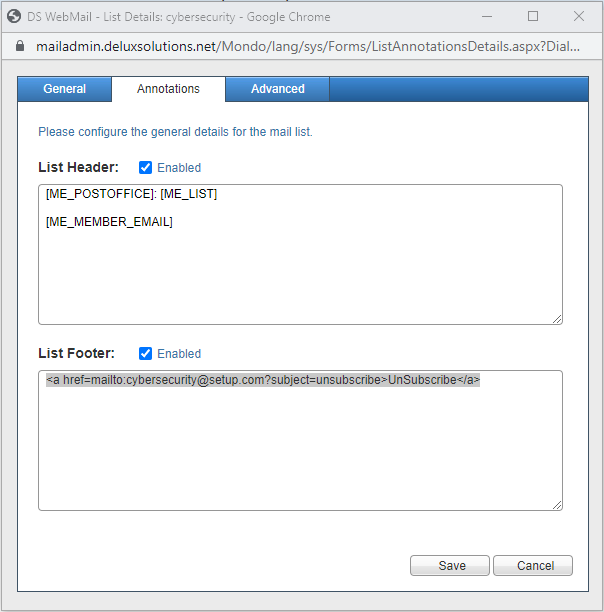 DS WebMail - List Details: cybersecurity - Google Chrome
mailadmin.deluxsolutions.net/Mondo/lang/sys/Forms/ListAnnotationsDetails.aspx?Dial...
General Annotations Advanced
Please configure the general details for the mail list.
List Header: Enabled
[ME_POSTOFFICE]: [ME_LIST]
[ME_MEMBER_EMAIL]
List Footer: Enabled
<a href=mailto:cybersecurity@setup.com?subject=unsubscribe>UnSubscribe</a>
Save Cancel